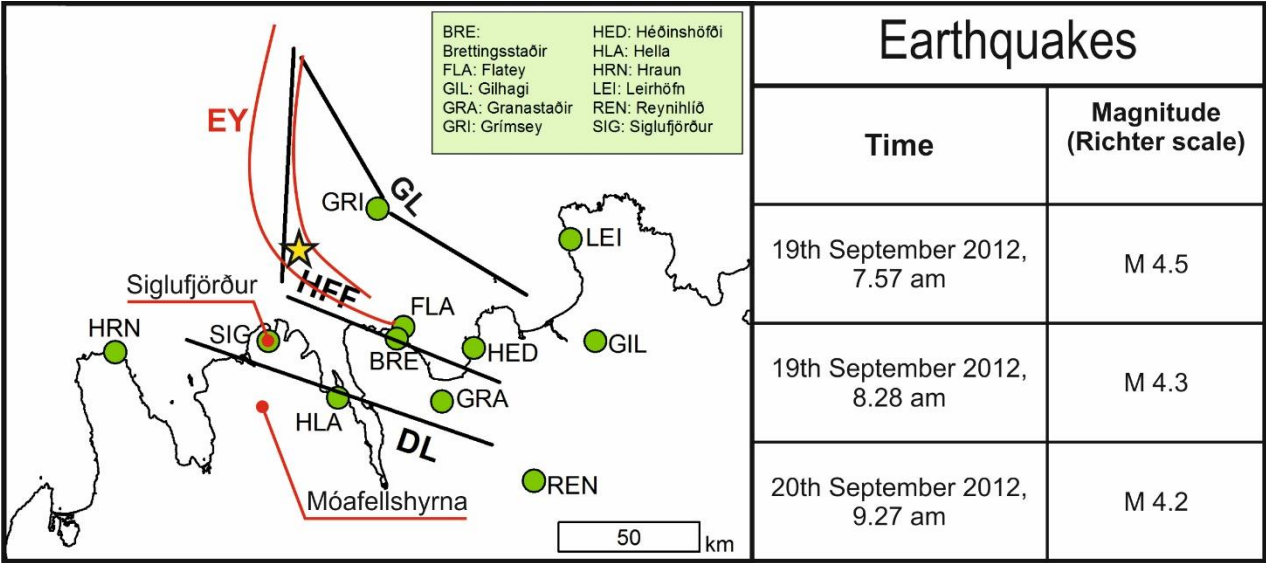 BRE:
Brettingsstaðir
FLA: Flatey
GIL: Gilhagi
GRA: Granastaðir
GRI: Grímsey
HED: Héðinshöfði
HLA: Hella
HRN: Hraun
LEI: Leirhöfn
REN: Reynihlíð
SIG: Siglufjörður
EY
GL
GRI
LEI
HFF
Siglufjörður
FLA
HRN
SIG
BRE
HED
GIL
HLA
GRA
DL
REN
Móafellshyrna
50
km
Earthquakes
Time
Magnitude
(Richter scale)
19th September 2012,
7.57 am
M 4.5
19th September 2012,
8.28 am
M 4.3
20th September 2012,
9.27 am
M 4.2